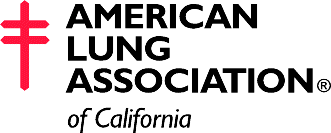 AMERICAN
LUNG
ASSOCIATION®
of California